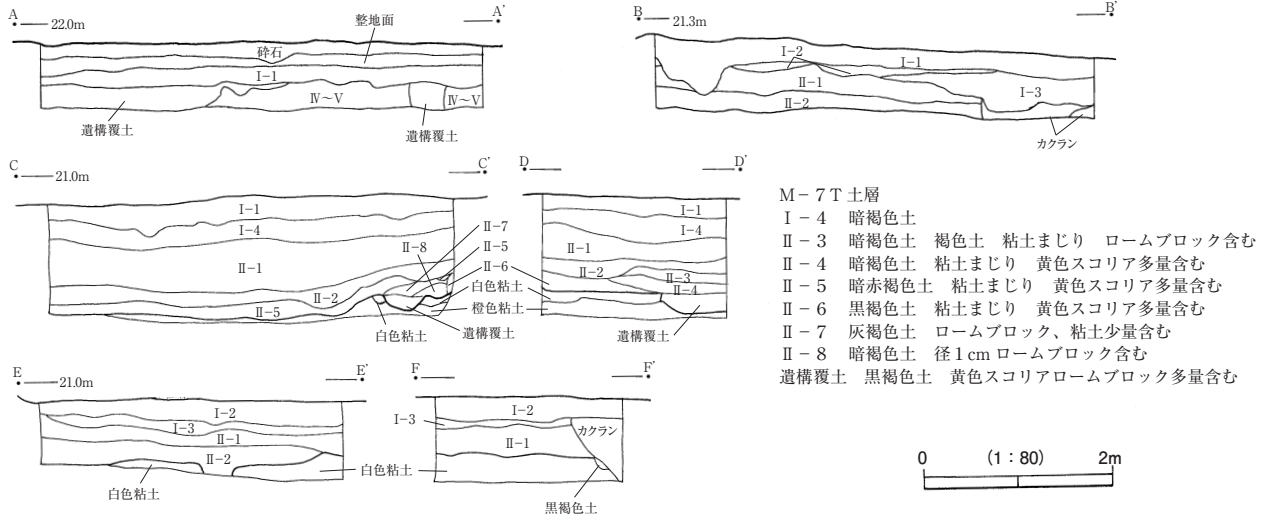 A
A'
22.0m
整地面
砕石
I-1
Ⅳ～Ⅴ
Ⅳ～Ⅴ
遺構覆土
遺構覆土
B
B'
21.3m
I-2
I-1
Ⅱ-1
I-3
Ⅱ-2
カクラン
C
C'
21.0m
I-1
I-4
Ⅱ-1
Ⅱ-2
Ⅱ-5
Ⅱ-8
Ⅱ-7
Ⅱ-5
Ⅱ-6
白色粘土
橙色粘土
遺構覆土
白色粘土
D
D'
I-1
I-4
Ⅱ-1
Ⅱ-2
Ⅱ-3
Ⅱ-4
遺構覆土
E
E'
21.0m
I-2
I-3
Ⅱ-1
Ⅱ-2
白色粘土
白色粘土
F
F'
I-2
I-3
カクラン
Ⅱ-1
黒褐色土
M－7T土層
Ⅰ－4　暗褐色土
Ⅱ－3　暗褐色土　褐色土　粘土まじり　ロームブロック含む
Ⅱ－4　暗褐色土　粘土まじり　黄色スコリア多量含む
Ⅱ－5　暗赤褐色土　粘土まじり　黄色スコリア多量含む
Ⅱ－6　黒褐色土　粘土まじり　黄色スコリア多量含む
Ⅱ－7　灰褐色土　ロームブロック、粘土少量含む
Ⅱ－8　暗褐色土　径1cmロームブロック含む
遺構覆土　黒褐色土　黄色スコリアロームブロック多量含む
0　(1：80)　2m